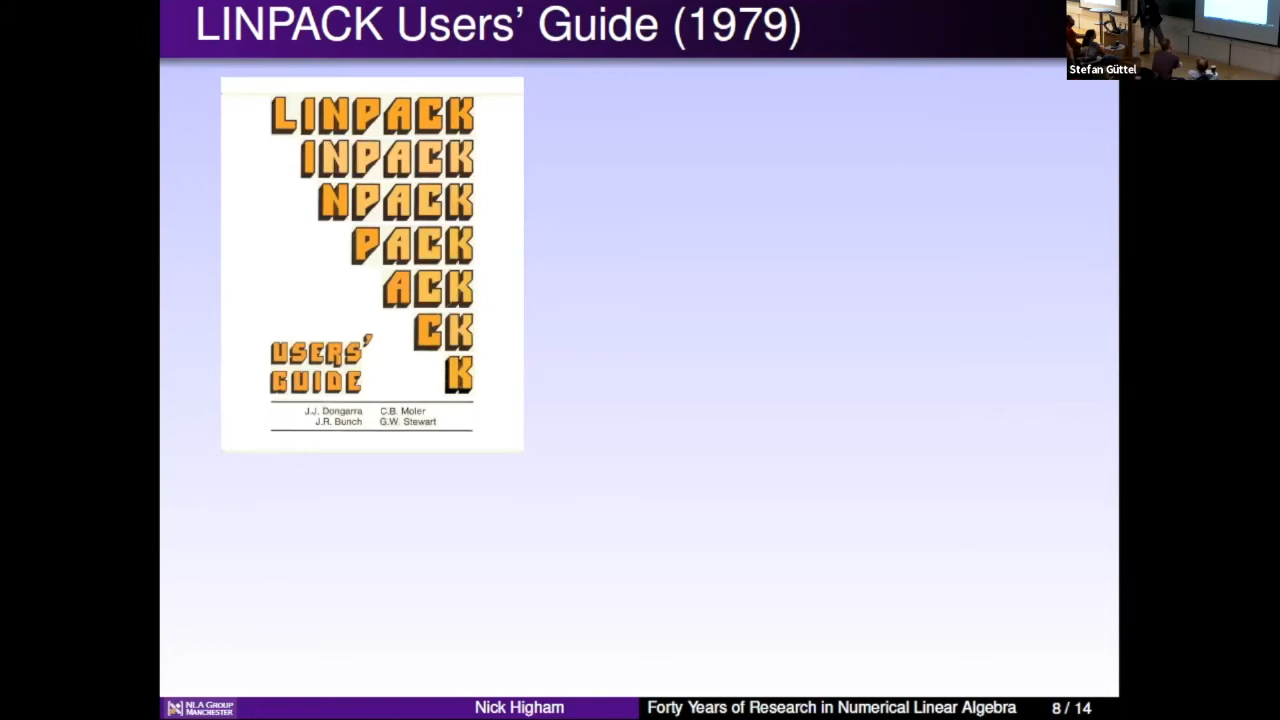 LINPACK Users' Guide (1979)
Stefan Güttel
LINPACK
INPACK
NPACK
PACK
ACK
CK
K
USERS'
GUIDE
J.J. Dongarra C.B. Moler
J.R. Bunch G.W. Stewart
NLA GROUP
MANCHESTER
Nick Higham
Forty Years of Research in Numerical Linear Algebra
8 / 14